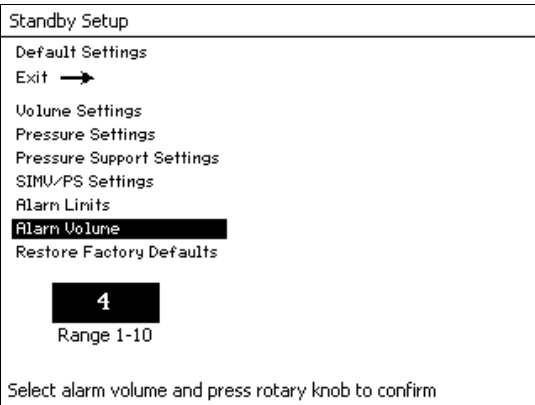 Standby Setup
Default Settings
Exit
Volume Settings
Pressure Settings
Pressure Support Settings
SIMV/PS Settings
Alarm Limits
Alarm Volume
Restore Factory Defaults
4
Range 1-10
Select alarm volume and press rotary knob to confirm